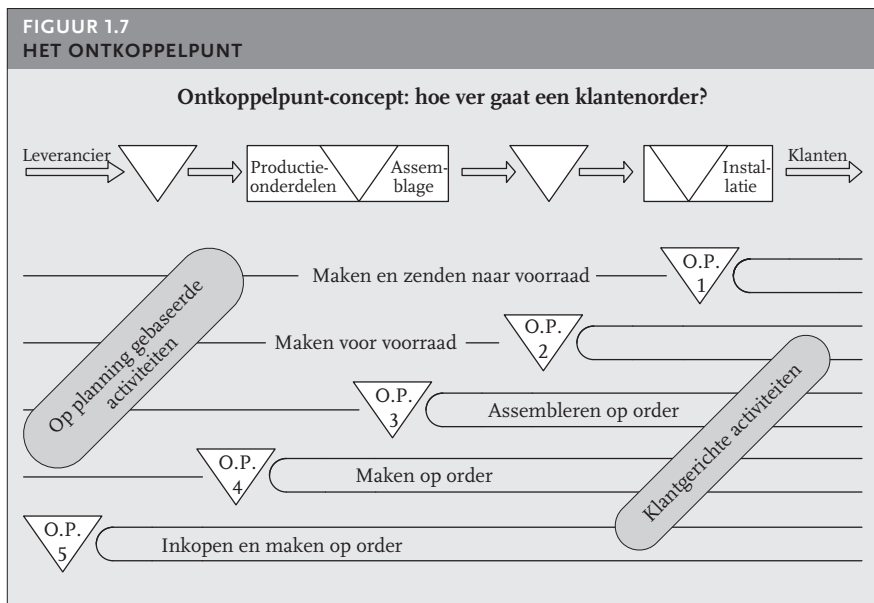 FIGUUR 1.7
HET ONTKOPPELPUNT
Ontkoppelpunt-concept: hoe ver gaat een klantenorder?
Leverancier
Productie-
onderdelen
Assem-
blage
Instal-
latie
Klanten
Maken en zenden naar voorraad
O.P.
1
Op planning gebaseerde
activiteiten
Maken voor voorraad
O.P.
2
O.P.
3
Assembleren op order
Klantgerichte activiteiten
O.P.
4
Maken op order
O.P.
5
Inkopen en maken op order